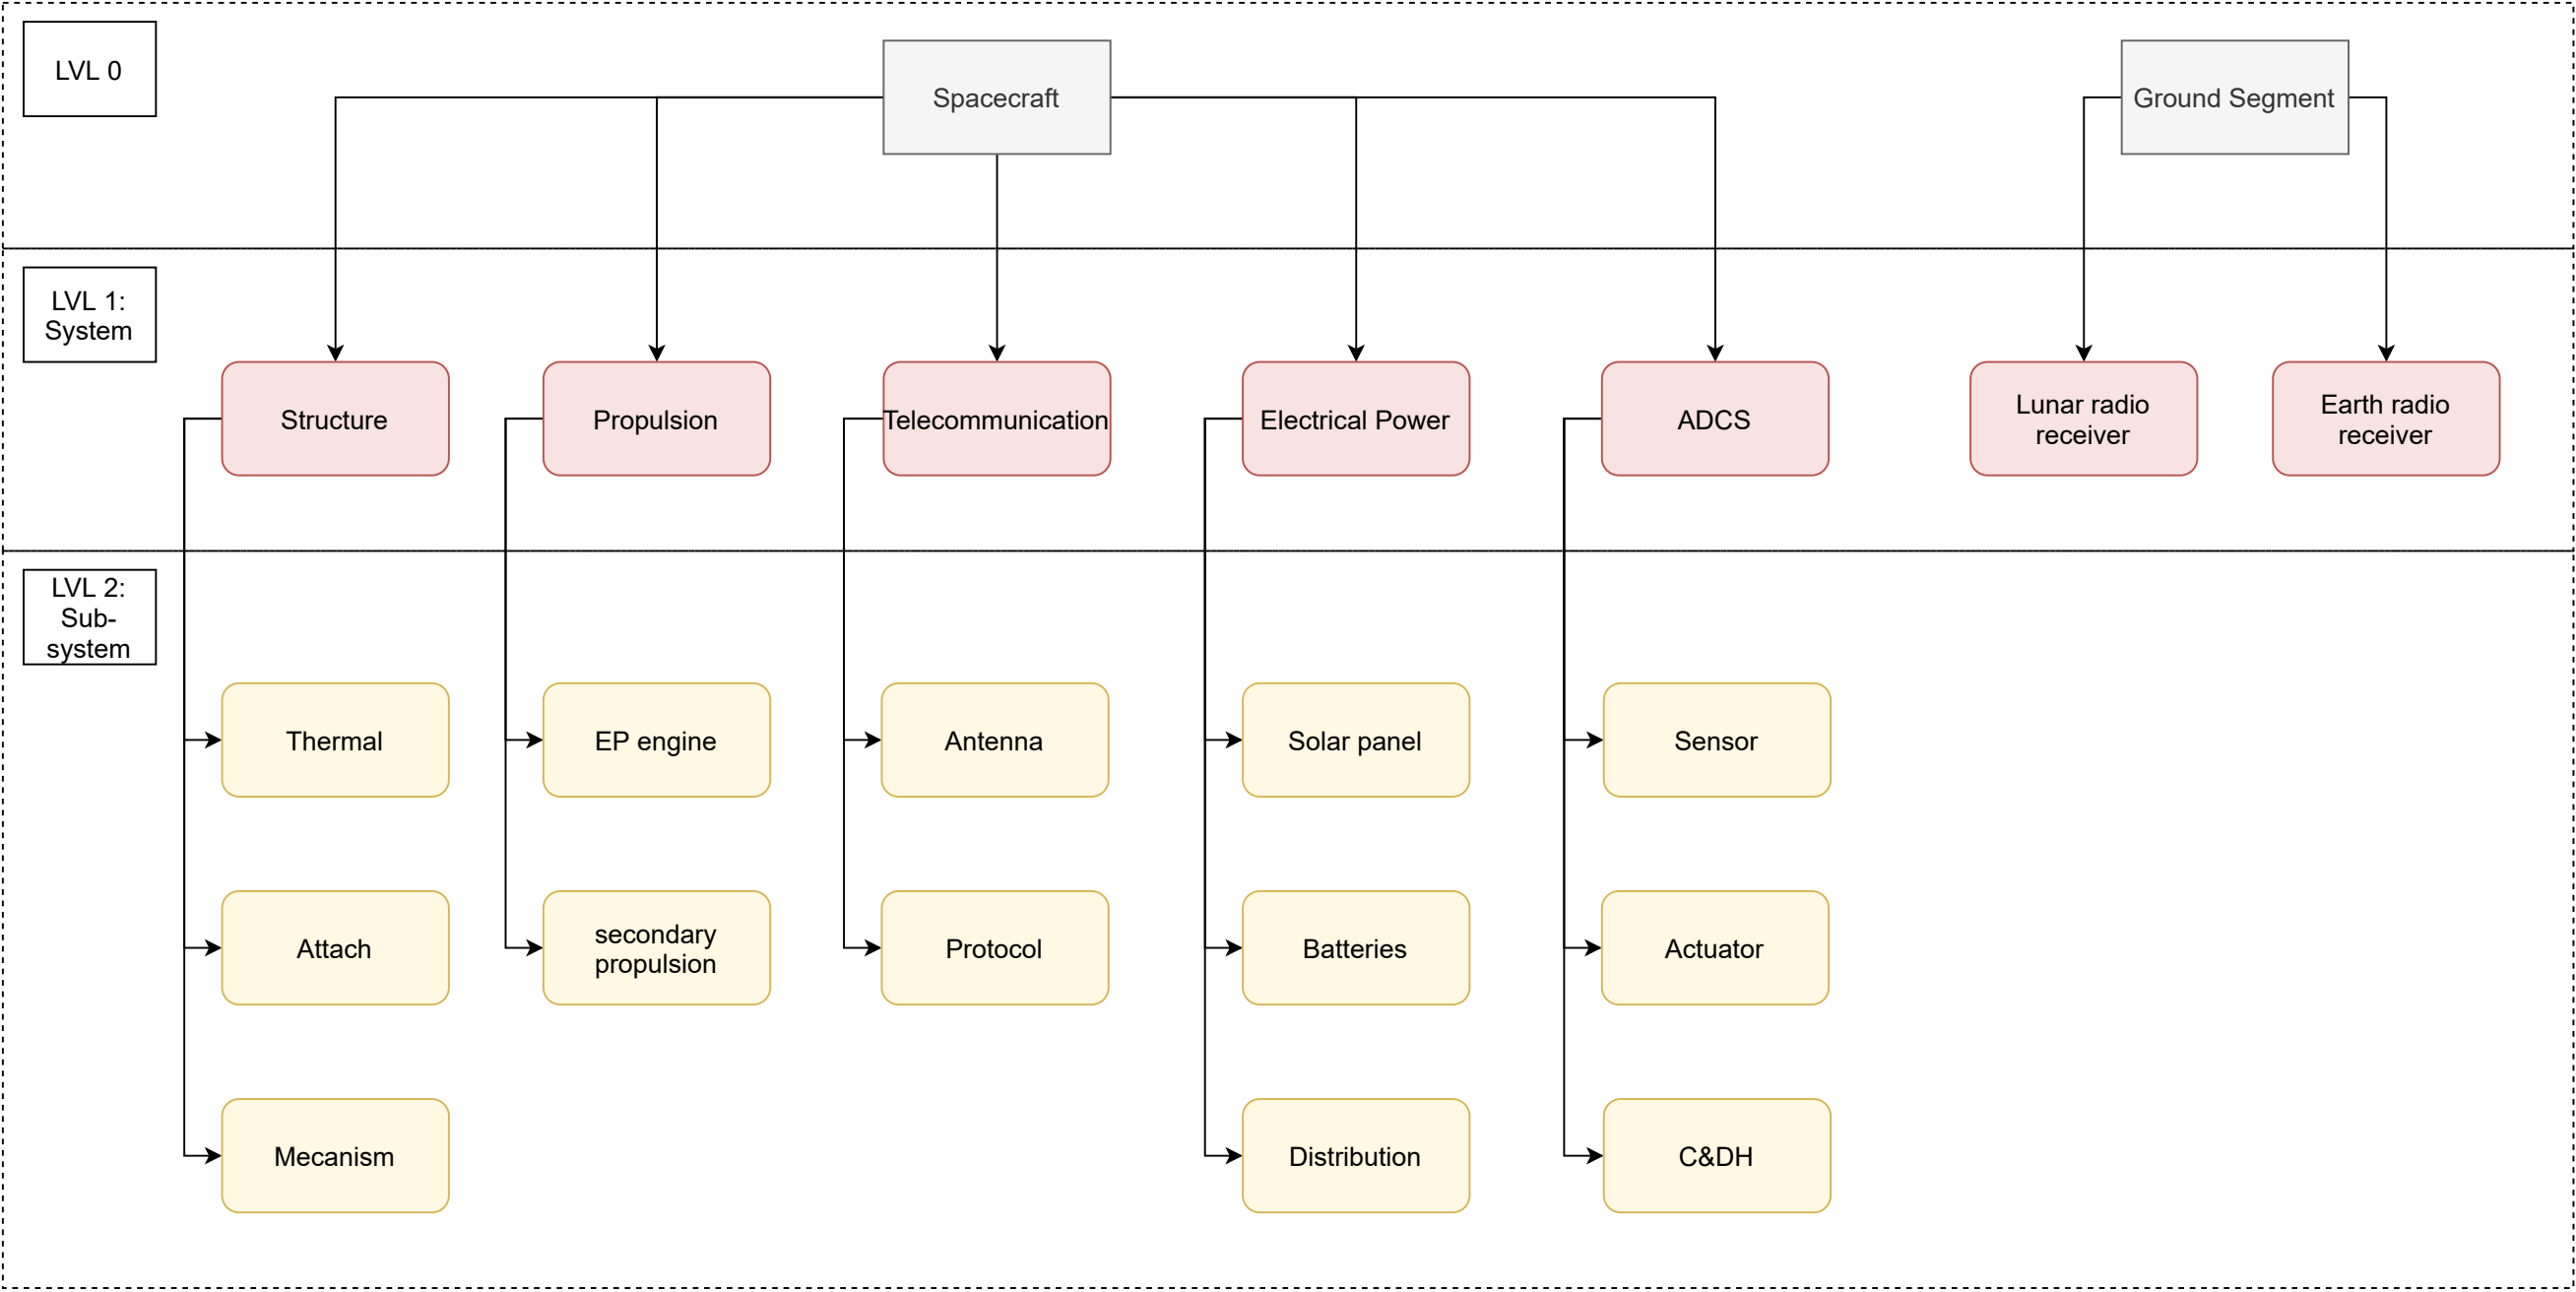 LVL 0
Spacecraft
Ground Segment
LVL 1:
System
Structure
Propulsion
Telecommunication
Electrical Power
ADCS
Lunar radio
receiver
Earth radio
receiver
LVL 2:
Sub-
system
Thermal
EP engine
Antenna
Solar panel
Sensor
Attach
secondary
propulsion
Protocol
Batteries
Actuator
Mecanism
Distribution
C&DH